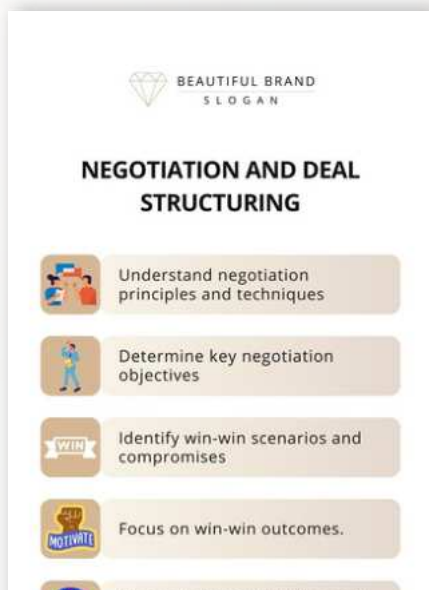 BEAUTIFUL BRAND
SLOGAN
NEGOTIATION AND DEAL
STRUCTURING
Understand negotiation
principles and techniques
Determine key negotiation
objectives
WIN
Identify win-win scenarios and
compromises
MOTIVATE
Focus on win-win outcomes.